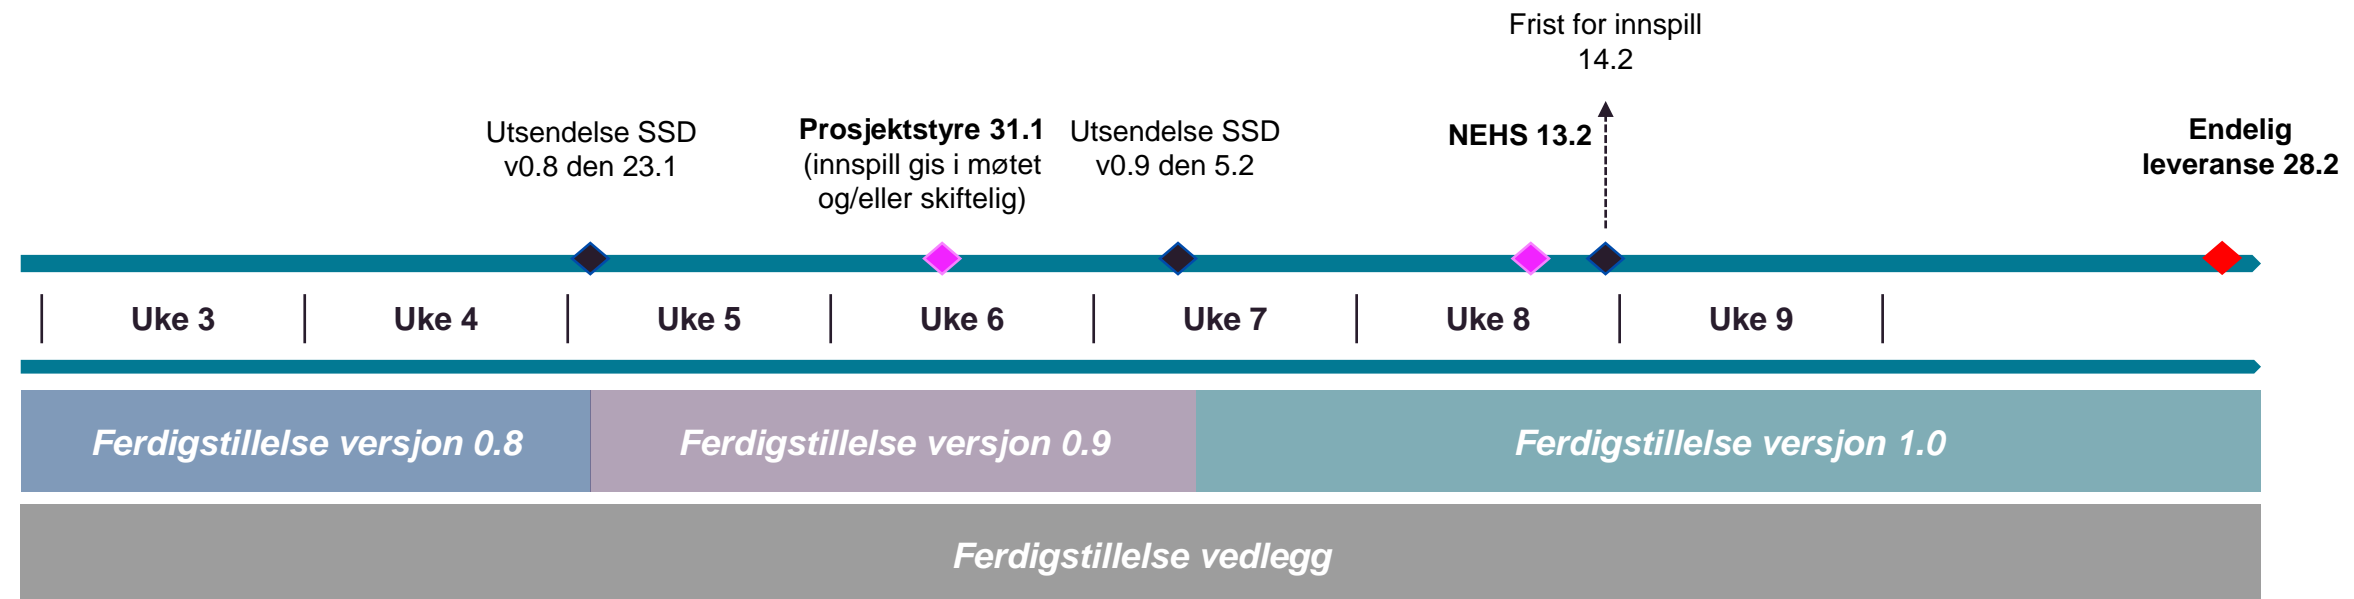 Frist for innspill
14.2
Utsendelse SSD
v0.8 den 23.1
Prosjektstyre 31.1
(innspill gis i møtet
og/eller skiftelig)
Utsendelse SSD
v0.9 den 5.2
NEHS 13.2
Endelig
leveranse 28.2
Uke 3
Uke 4
Uke 5
Uke 6
Uke 7
Uke 8
Uke 9
Ferdigstillelse versjon 0.8
Ferdigstillelse versjon 0.9
Ferdigstillelse versjon 1.0
Ferdigstillelse vedlegg